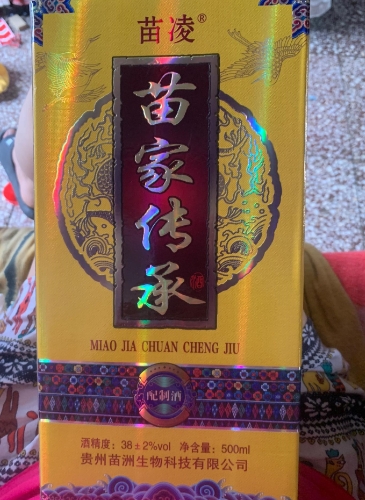 苗凌®
苗家传承
MIAO JIA CHUAN CHENG JIU
配制酒
酒精度：38±2%vol 净含量：500ml
贵州苗洲生物科技有限公司